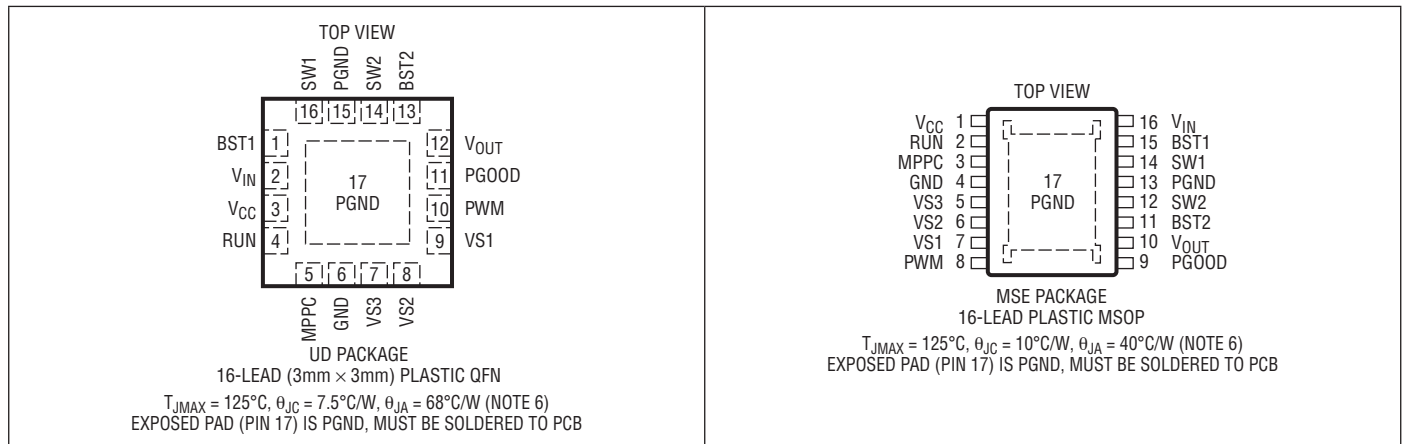 TOP VIEW
SW1
PGND
SW2
BST2
16 15 14 13
BST1 1
VIN 2
VCC 3
RUN 4
17
PGND
12 VOUT
11 PGOOD
10 PWM
9 VS1
5 6 7 8
MPPC
GND
VS3
VS2
UD PACKAGE
16-LEAD (3mm × 3mm) PLASTIC QFN
TJMAX = 125°C, θJC = 7.5°C/W, θJA = 68°C/W (NOTE 6)
EXPOSED PAD (PIN 17) IS PGND, MUST BE SOLDERED TO PCB
TOP VIEW
VCC 1
RUN 2
MPPC 3
GND 4
VS3 5
VS2 6
VS1 7
PWM 8
17
PGND
16 VIN
15 BST1
14 SW1
13 PGND
12 SW2
11 BST2
10 VOUT
9 PGOOD
MSE PACKAGE
16-LEAD PLASTIC MSOP
TJMAX = 125°C, θJC = 10°C/W, θJA = 40°C/W (NOTE 6)
EXPOSED PAD (PIN 17) IS PGND, MUST BE SOLDERED TO PCB